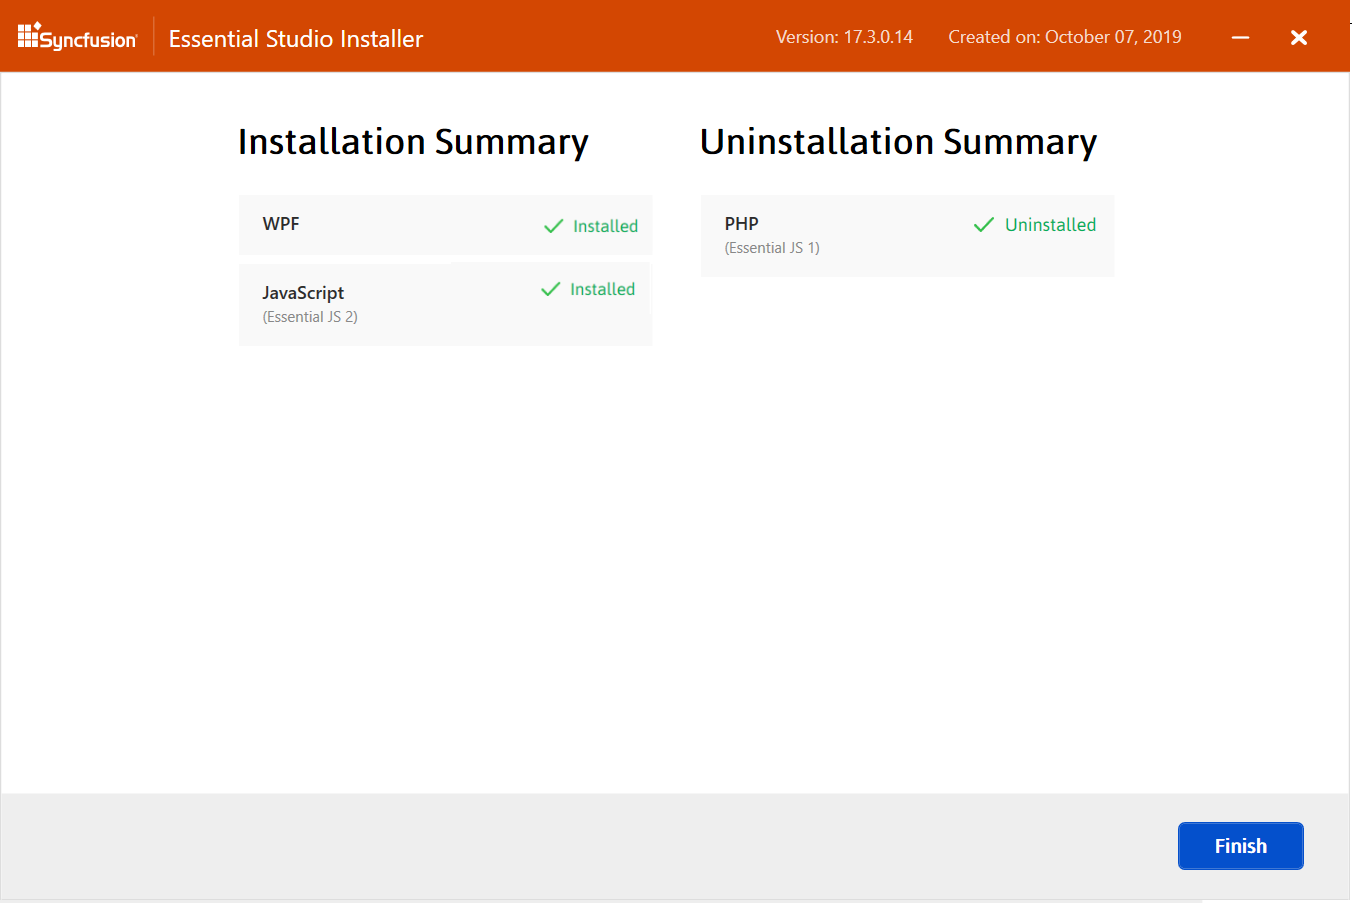 Syncfusion Essential Studio Installer Version: 17.3.0.14 Created on: October 07, 2019
Installation Summary
WPF Installed
JavaScript Installed
(Essential JS 2)
Uninstallation Summary
PHP Uninstalled
(Essential JS 1)
Finish